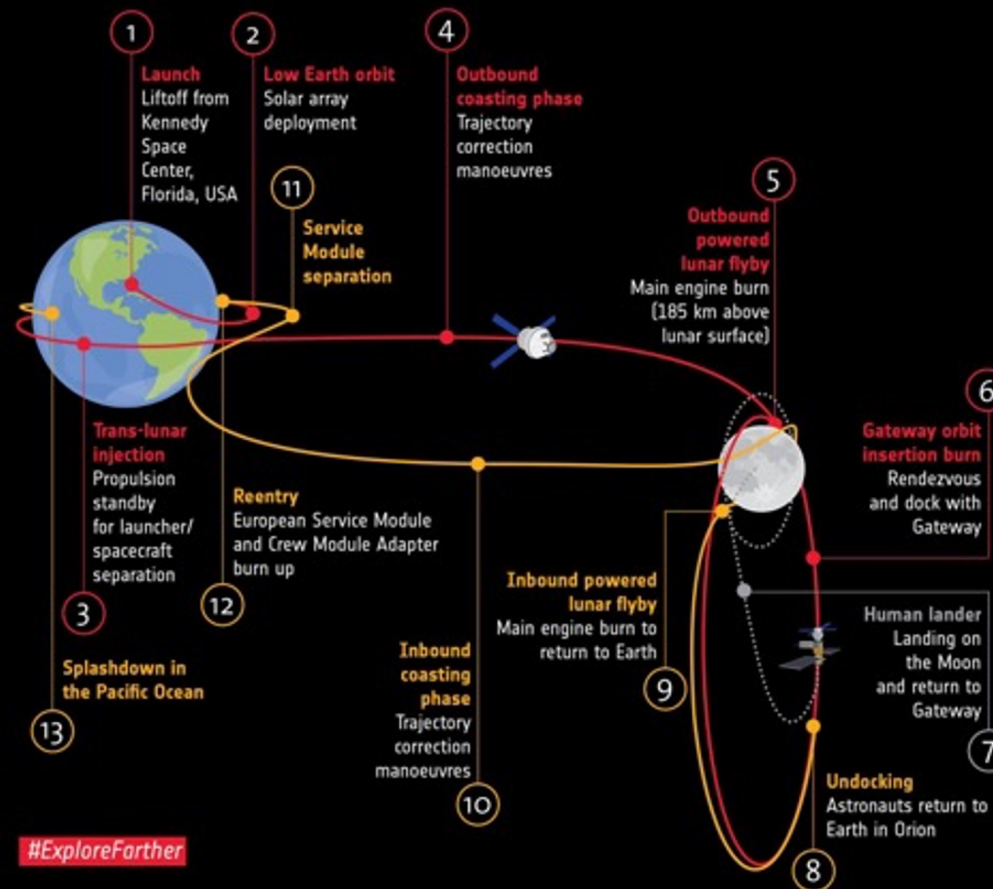 1
Launch
Liftoff from
Kennedy
Space
Center,
Florida, USA
2
Low Earth orbit
Solar array
deployment
3
Trans-lunar
injection
Propulsion
standby
for launcher/
spacecraft
separation
4
Outbound
coasting phase
Trajectory
correction
manoeuvres
5
Outbound
powered
lunar flyby
Main engine burn
(185 km above
lunar surface)
6
Gateway orbit
insertion burn
Rendezvous
and dock with
Gateway
7
Human lander
Landing on
the Moon
and return to
Gateway
8
Undocking
Astronauts return to
Earth in Orion
9
Inbound powered
lunar flyby
Main engine burn to
return to Earth
10
Inbound
coasting
phase
Trajectory
correction
manoeuvres
11
Service
Module
separation
12
Reentry
European Service Module
and Crew Module Adapter
burn up
13
Splashdown in
the Pacific Ocean
#ExploreFarther